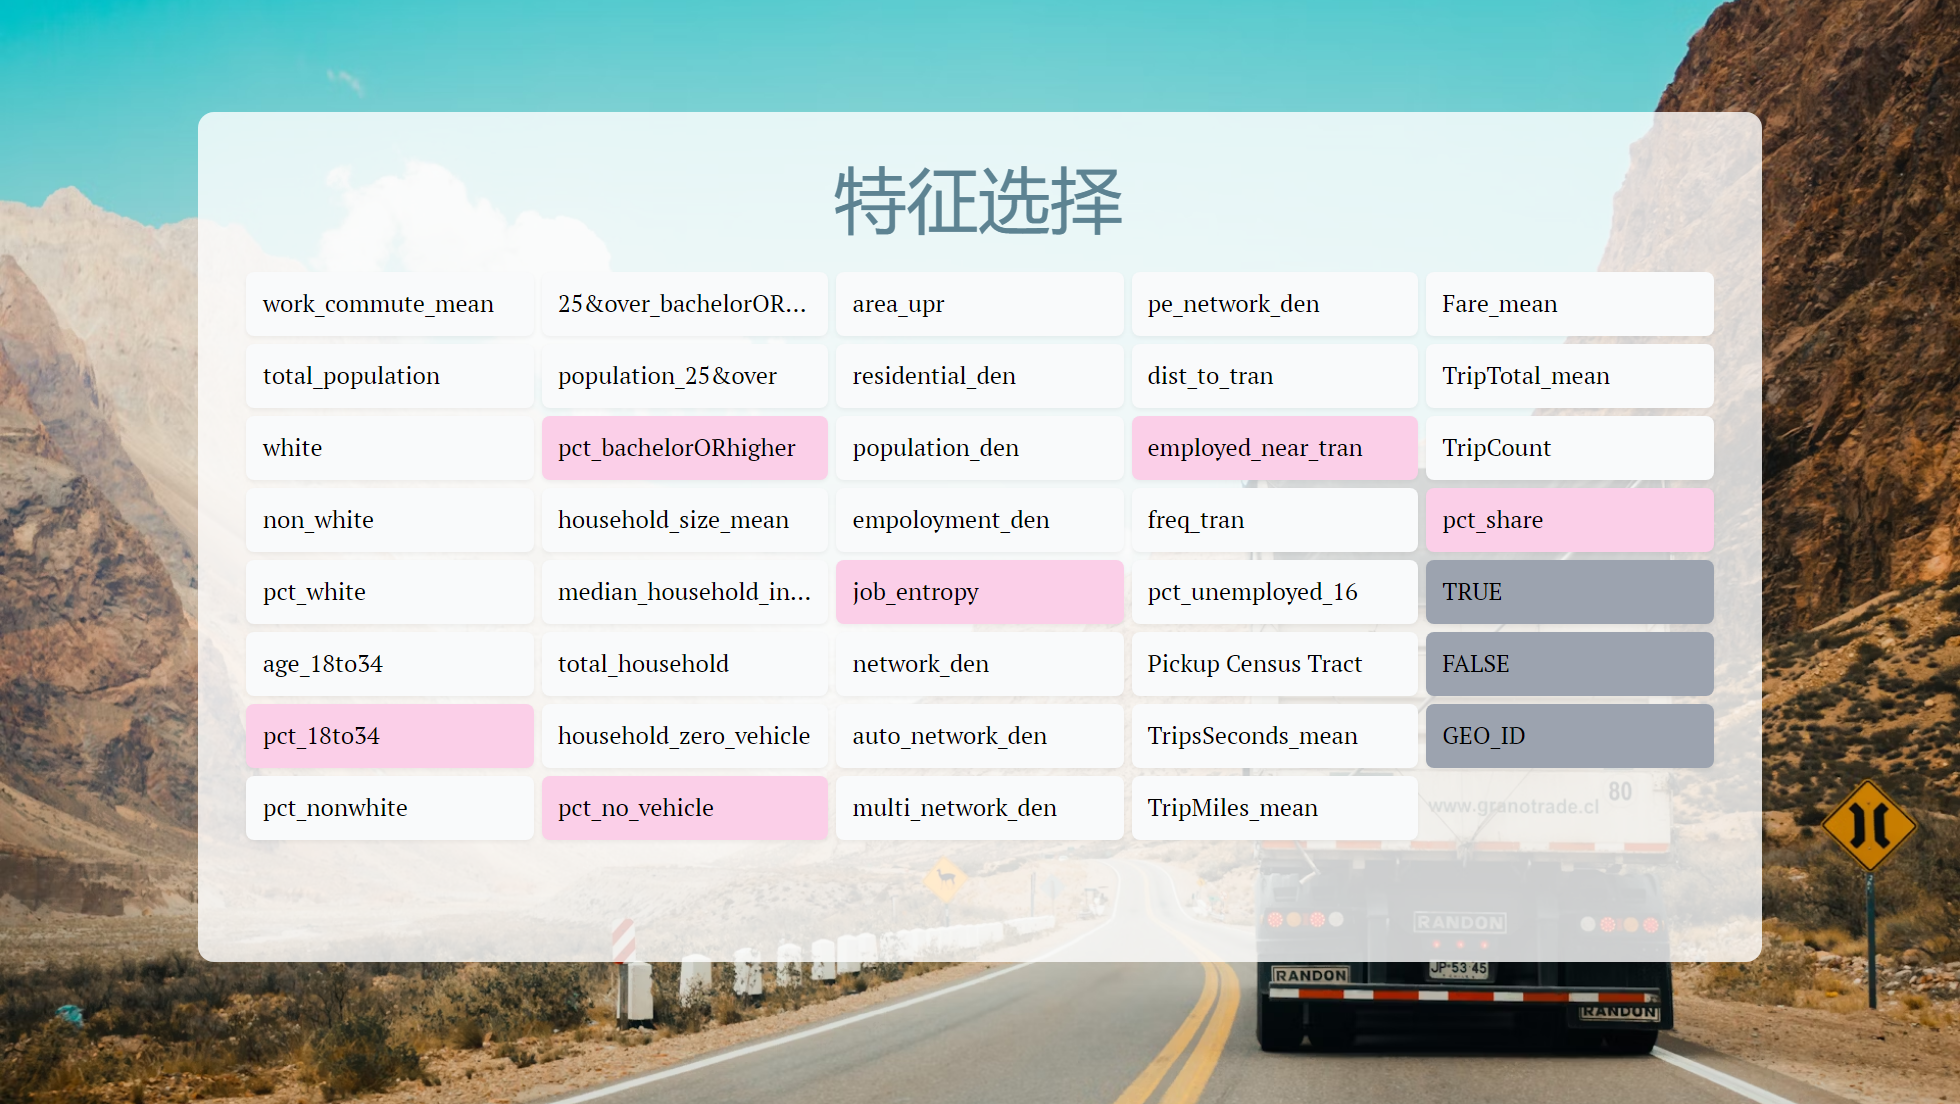 特征选择
work_commute_mean
25&over_bachelorOR...
area_upr
pe_network_den
Fare_mean
total_population
population_25&over
residential_den
dist_to_tran
TripTotal_mean
white
pct_bachelorORhigher
population_den
employed_near_tran
TripCount
non_white
household_size_mean
empoloyment_den
freq_tran
pct_share
pct_white
median_household_in...
job_entropy
pct_unemployed_16
TRUE
age_18to34
total_household
network_den
Pickup Census Tract
FALSE
pct_18to34
household_zero_vehicle
auto_network_den
TripsSeconds_mean
GEO_ID
pct_nonwhite
pct_no_vehicle
multi_network_den
TripMiles_mean
80
www.granotrade.cl
RANDON
RANDON
JP-53 45
RANDON